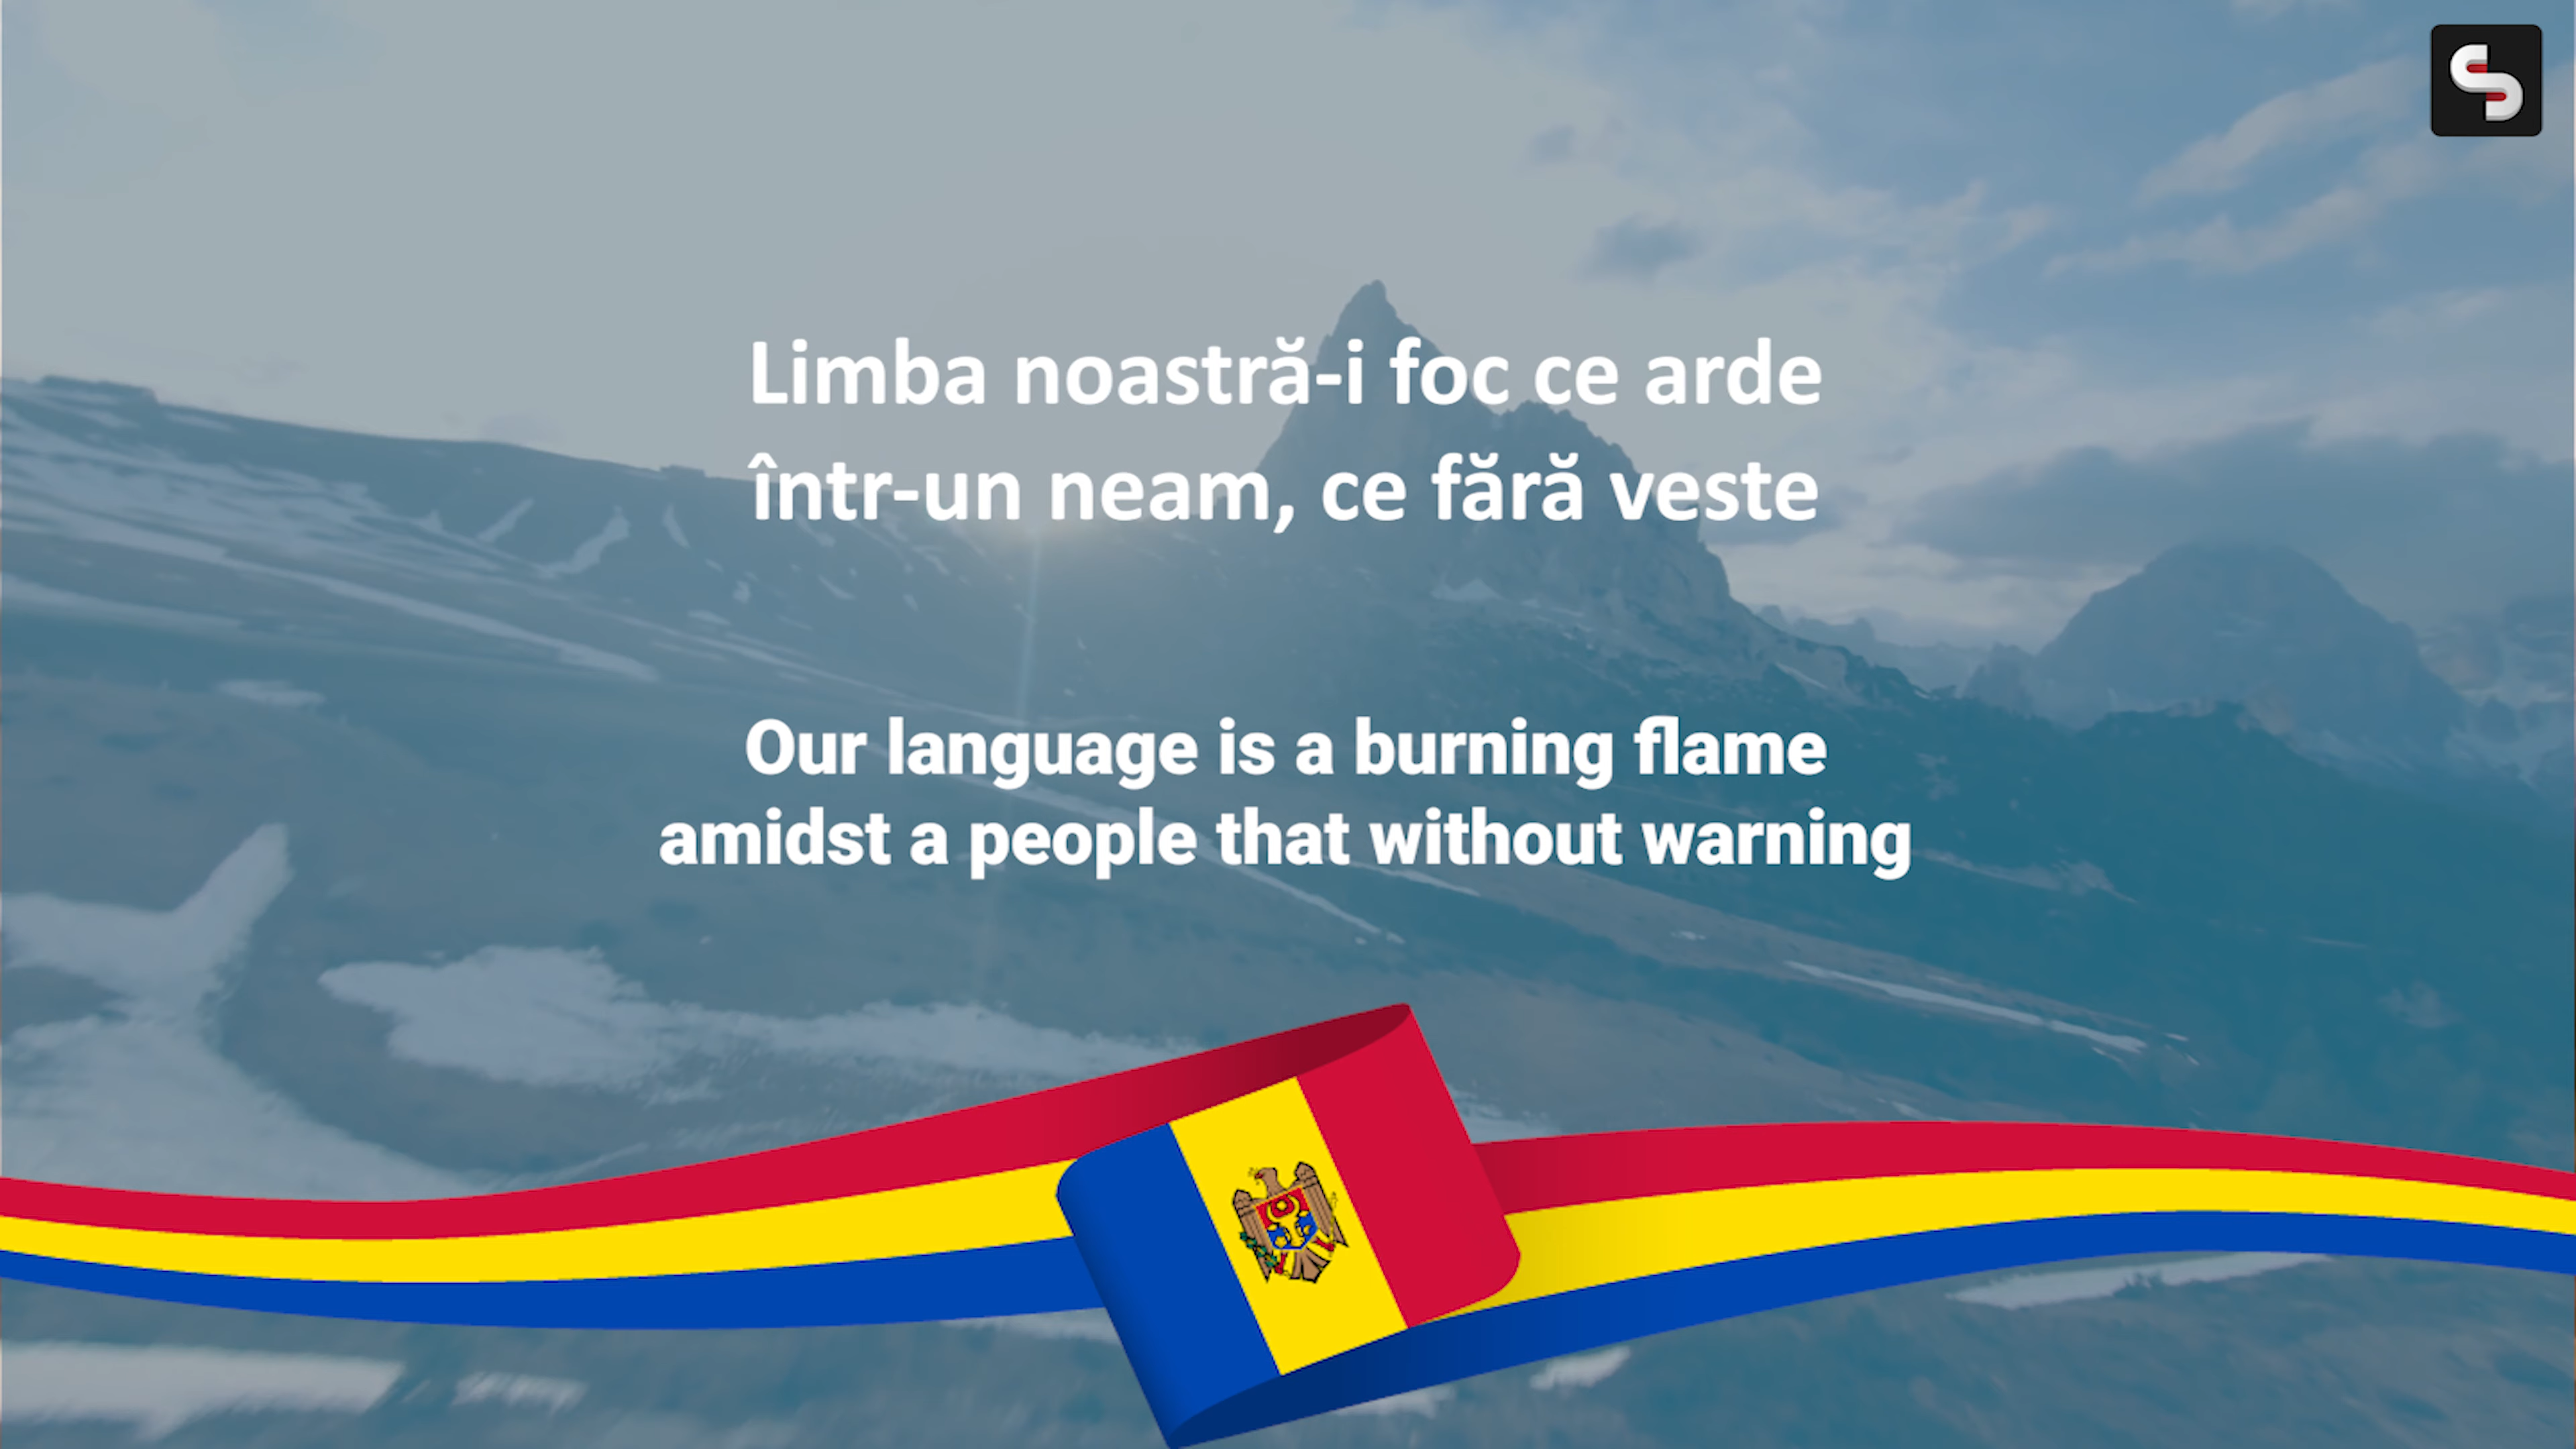 Limba noastră-i foc ce arde
într-un neam, ce fără veste
Our language is a burning flame
amidst a people that without warning